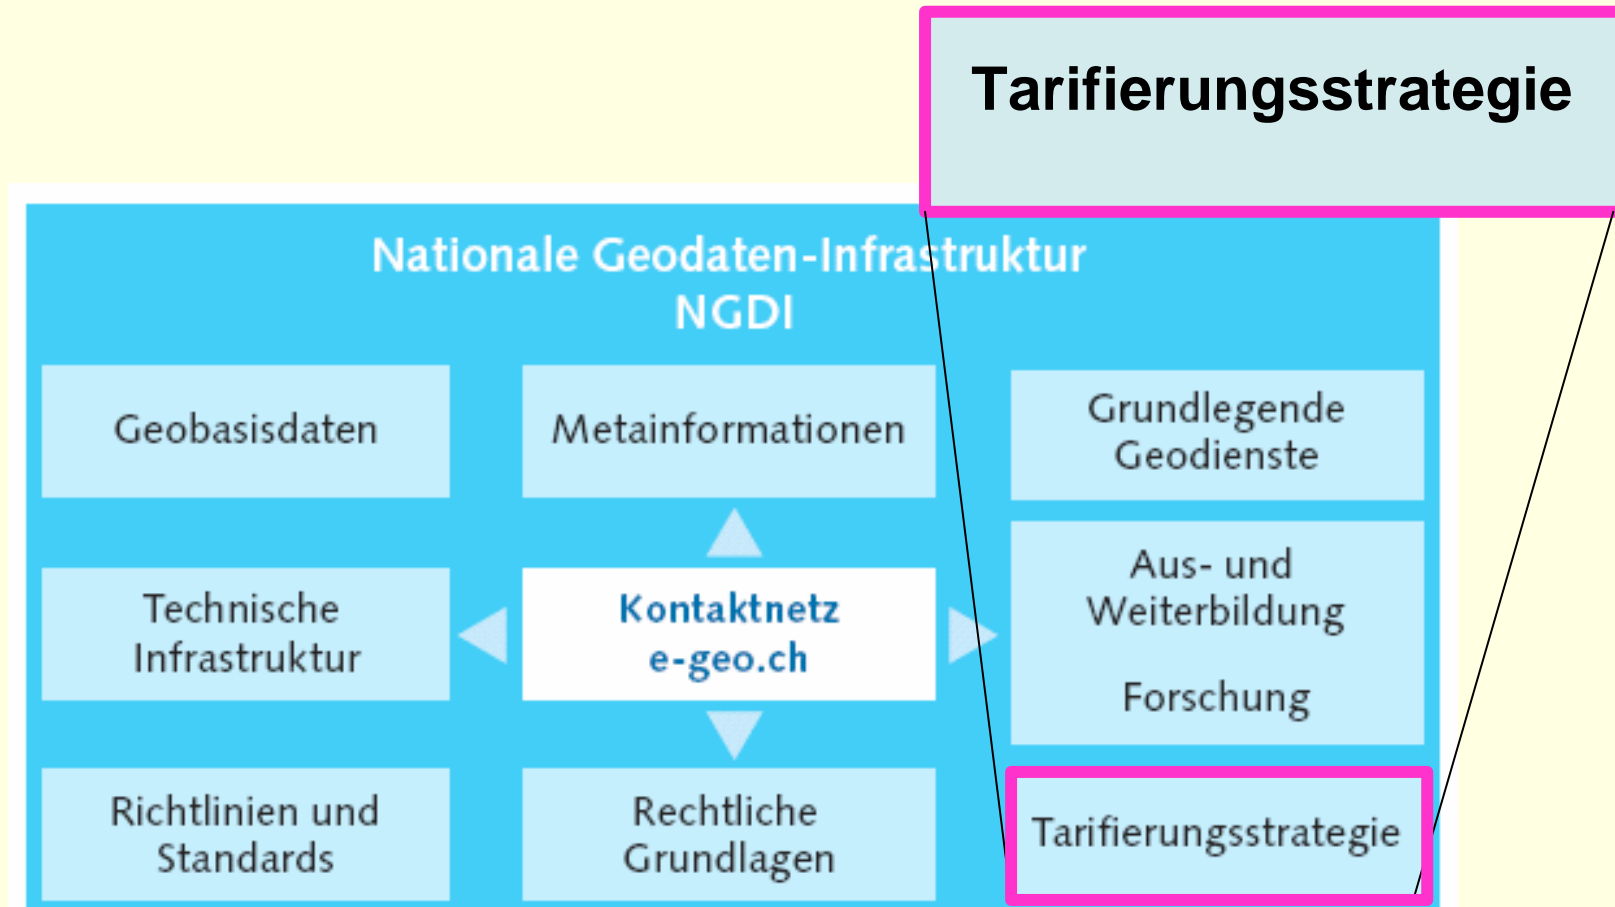 Tarifierungsstrategie
Nationale Geodaten-Infrastruktur
NGDI
Geobasisdaten
Metainformationen
Grundlegende
Geodienste
Technische
Infrastruktur
Kontaktnetz
e-geo.ch
Aus- und
Weiterbildung
Forschung
Richtlinien und
Standards
Rechtliche
Grundlagen
Tarifierungsstrategie